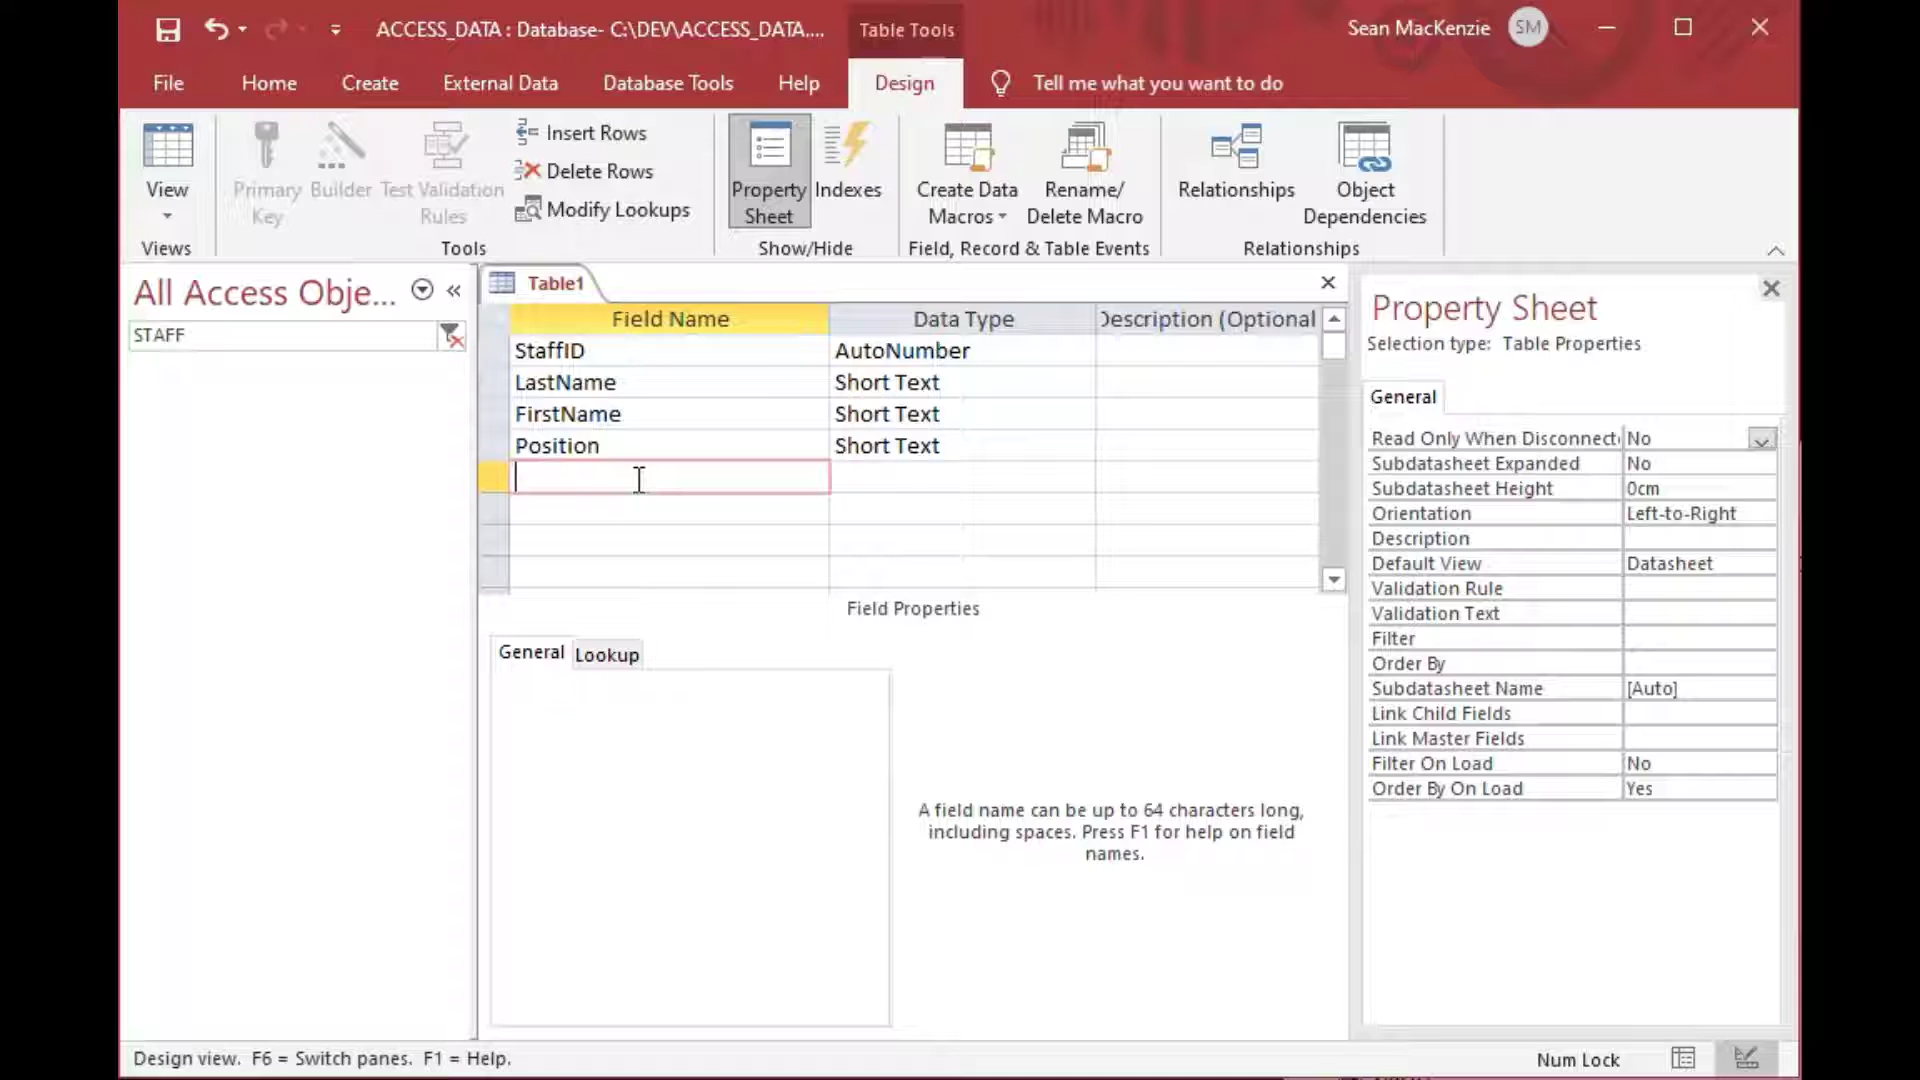 ACCESS_DATA : Database- C:\DEV\ACCESS_DATA....
Table Tools
Sean MacKenzie
SM
File
Home
Create
External Data
Database Tools
Help
Design
Tell me what you want to do
View
Primary
Key
Builder
Test Validation
Rules
Insert Rows
Delete Rows
Modify Lookups
Property
Sheet
Indexes
Create Data
Macros
Rename/
Delete Macro
Relationships
Object
Dependencies
Views
Tools
Show/Hide
Field, Record & Table Events
Relationships
All Access Obje...
STAFF
Table1
Field Name
Data Type
Description (Optional
StaffID
AutoNumber
LastName
Short Text
FirstName
Short Text
Position
Short Text
Field Properties
General
Lookup
A field name can be up to 64 characters long,
including spaces. Press F1 for help on field
names.
Property Sheet
Selection type: Table Properties
General
Read Only When Disconnect
No
Subdatasheet Expanded
No
Subdatasheet Height
0cm
Orientation
Left-to-Right
Description
Default View
Datasheet
Validation Rule
Validation Text
Filter
Order By
Subdatasheet Name
[Auto]
Link Child Fields
Link Master Fields
Filter On Load
No
Order By On Load
Yes
Design view. F6 = Switch panes. F1 = Help.
Num Lock